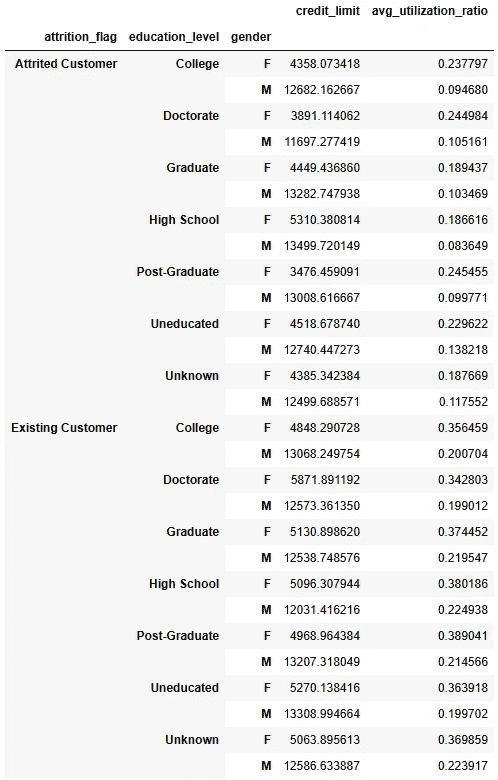 credit_limit avg_utilization_ratio
attrition_flag education_level gender
Attrited Customer College F 4358.073418 0.237797
M 12682.162667 0.094680
Doctorate F 3891.114062 0.244984
M 11697.277419 0.105161
Graduate F 4449.436860 0.189437
M 13282.747938 0.103469
High School F 5310.380814 0.186616
M 13499.720149 0.083649
Post-Graduate F 3476.459091 0.245455
M 13008.616667 0.099771
Uneducated F 4518.678740 0.229622
M 12740.447273 0.138218
Unknown F 4385.342384 0.187669
M 12499.688571 0.117552
Existing Customer College F 4848.290728 0.356459
M 13068.249754 0.200704
Doctorate F 5871.891192 0.342803
M 12573.361350 0.199012
Graduate F 5130.898620 0.374452
M 12538.748576 0.219547
High School F 5096.307944 0.380186
M 12031.416216 0.224938
Post-Graduate F 4968.964384 0.389041
M 13207.318049 0.214566
Uneducated F 5270.138416 0.363918
M 13308.994664 0.199702
Unknown F 5063.895613 0.369859
M 12586.633887 0.223917